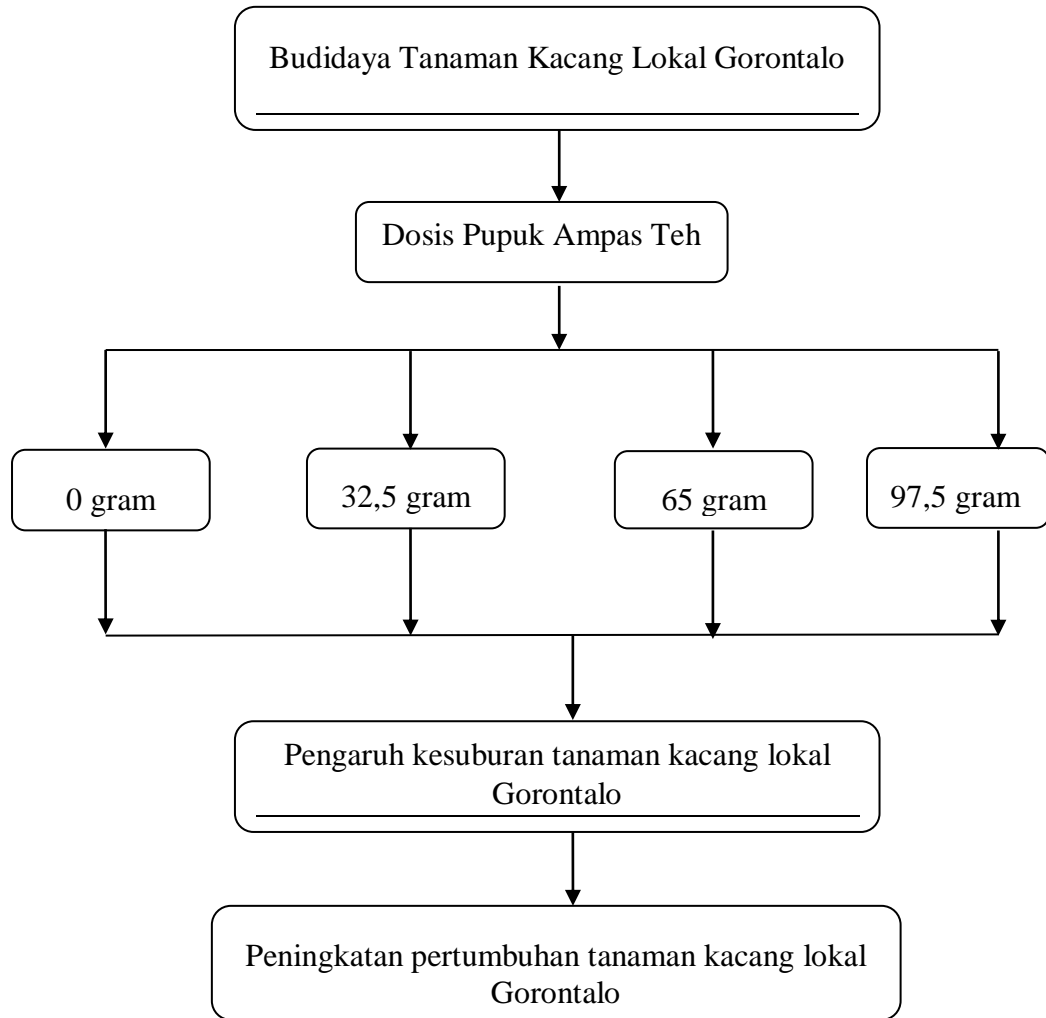 Budidaya Tanaman Kacang Lokal Gorontalo
Dosis Pupuk Ampas Teh
0 gram
32,5 gram
65 gram
97,5 gram
Pengaruh kesuburan tanaman kacang lokal
Gorontalo
Peningkatan pertumbuhan tanaman kacang lokal
Gorontalo